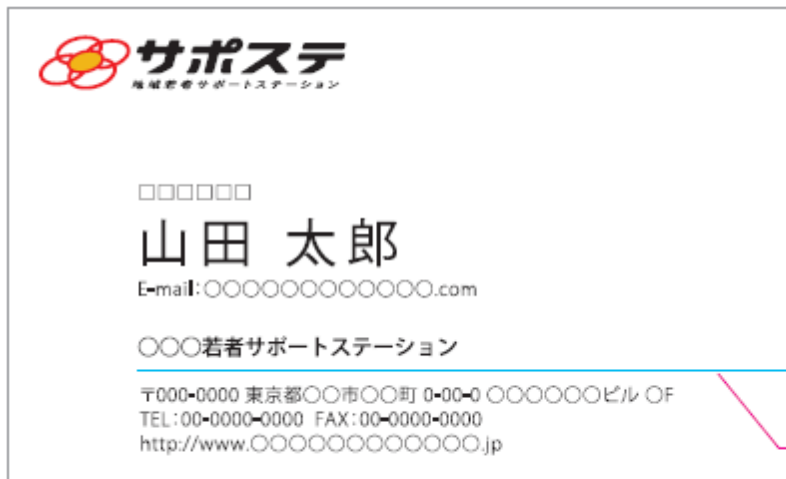 サポステ
地域若者サポートステーション
□□□□□□
山田 太郎
E-mail:○○○○○○○○○○○○.com
○○○若者サポートステーション
〒000-0000 東京都○○市○○町 0-00-0 ○○○○○○ビル ○F
TEL:00-0000-0000 FAX:00-0000-0000
http://www.○○○○○○○○○○○○.jp